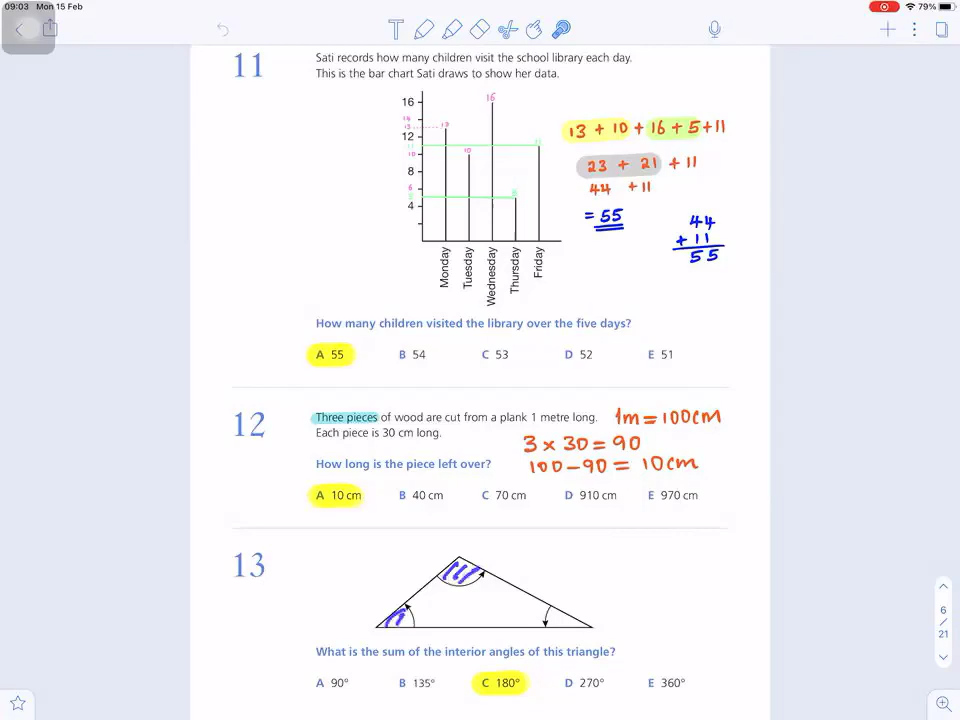 09:03 Mon 15 Feb
79%
11
Sati records how many children visit the school library each day.
This is the bar chart Sati draws to show her data.
16
12
8
4
14
13
11
10
6
13
10
16
Monday
Tuesday
Wednesday
Thursday
Friday
13 + 10 + 16 + 5 + 11
23 + 21 + 11
44 + 11
= 55
44
+ 11
55
How many children visited the library over the five days?
A 55 B 54 C 53 D 52 E 51
12
Three pieces of wood are cut from a plank 1 metre long.
Each piece is 30 cm long.
1m = 100cm
3 × 30 = 90
100 - 90 = 10cm
How long is the piece left over?
A 10 cm B 40 cm C 70 cm D 910 cm E 970 cm
13
What is the sum of the interior angles of this triangle?
A 90° B 135° C 180° D 270° E 360°
6
/
21